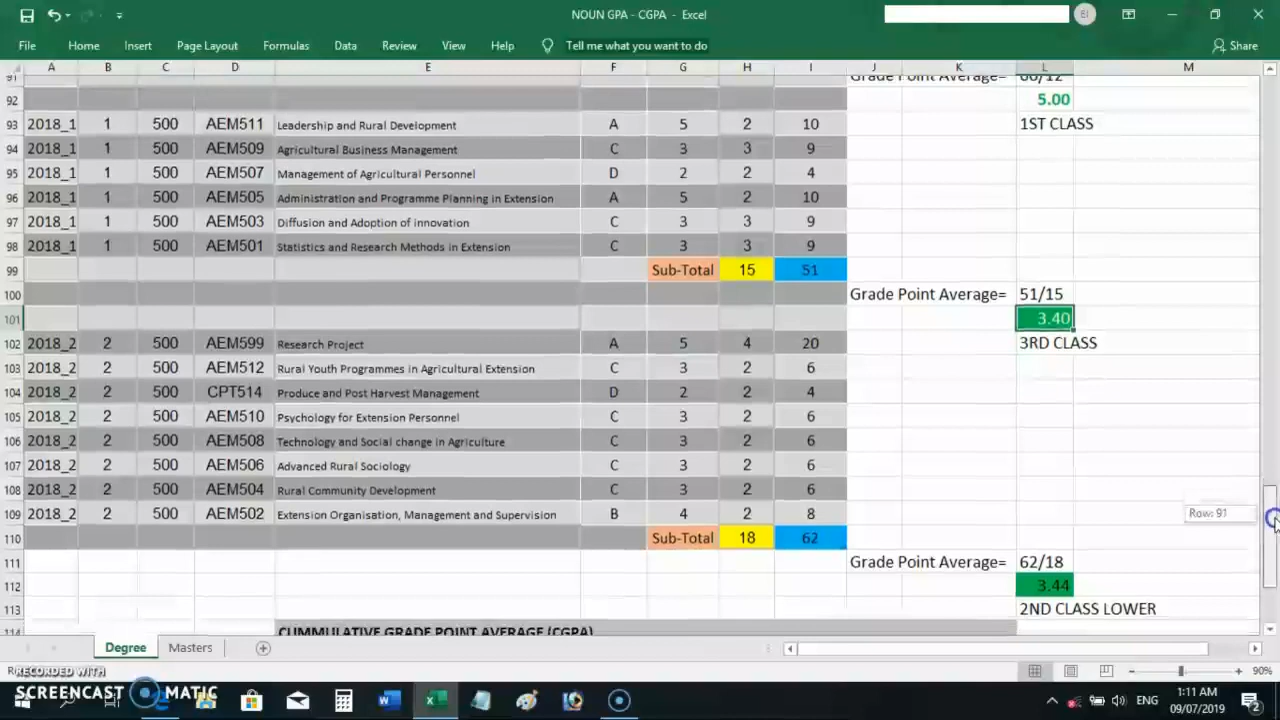 NOUN GPA - CGPA - Excel
File Home Insert Page Layout Formulas Data Review View Help Tell me what you want to do Share
A B C D E F G H I J K L M
91 Grade Point Average= 60/12
92 5.00
93 2018_1 1 500 AEM511 Leadership and Rural Development A 5 2 10 1ST CLASS
94 2018_1 1 500 AEM509 Agricultural Business Management C 3 3 9
95 2018_1 1 500 AEM507 Management of Agricultural Personnel D 2 2 4
96 2018_1 1 500 AEM505 Administration and Programme Planning in Extension A 5 2 10
97 2018_1 1 500 AEM503 Diffusion and Adoption of innovation C 3 3 9
98 2018_1 1 500 AEM501 Statistics and Research Methods in Extension C 3 3 9
99 Sub-Total 15 51
100 Grade Point Average= 51/15
101 3.40
102 2018_2 2 500 AEM599 Research Project A 5 4 20 3RD CLASS
103 2018_2 2 500 AEM512 Rural Youth Programmes in Agricultural Extension C 3 2 6
104 2018_2 2 500 CPT514 Produce and Post Harvest Management D 2 2 4
105 2018_2 2 500 AEM510 Psychology for Extension Personnel C 3 2 6
106 2018_2 2 500 AEM508 Technology and Social change in Agriculture C 3 2 6
107 2018_2 2 500 AEM506 Advanced Rural Sociology C 3 2 6
108 2018_2 2 500 AEM504 Rural Community Development C 3 2 6
109 2018_2 2 500 AEM502 Extension Organisation, Management and Supervision B 4 2 8
Row: 91
110 Sub-Total 18 62
111 Grade Point Average= 62/18
112 3.44
113 2ND CLASS LOWER
114 CUMMULATIVE GRADE POINT AVERAGE (CGPA)
Degree Masters
90%
RECORDED WITH
SCREENCAST MATIC
ENG
1:11 AM
09/07/2019
2